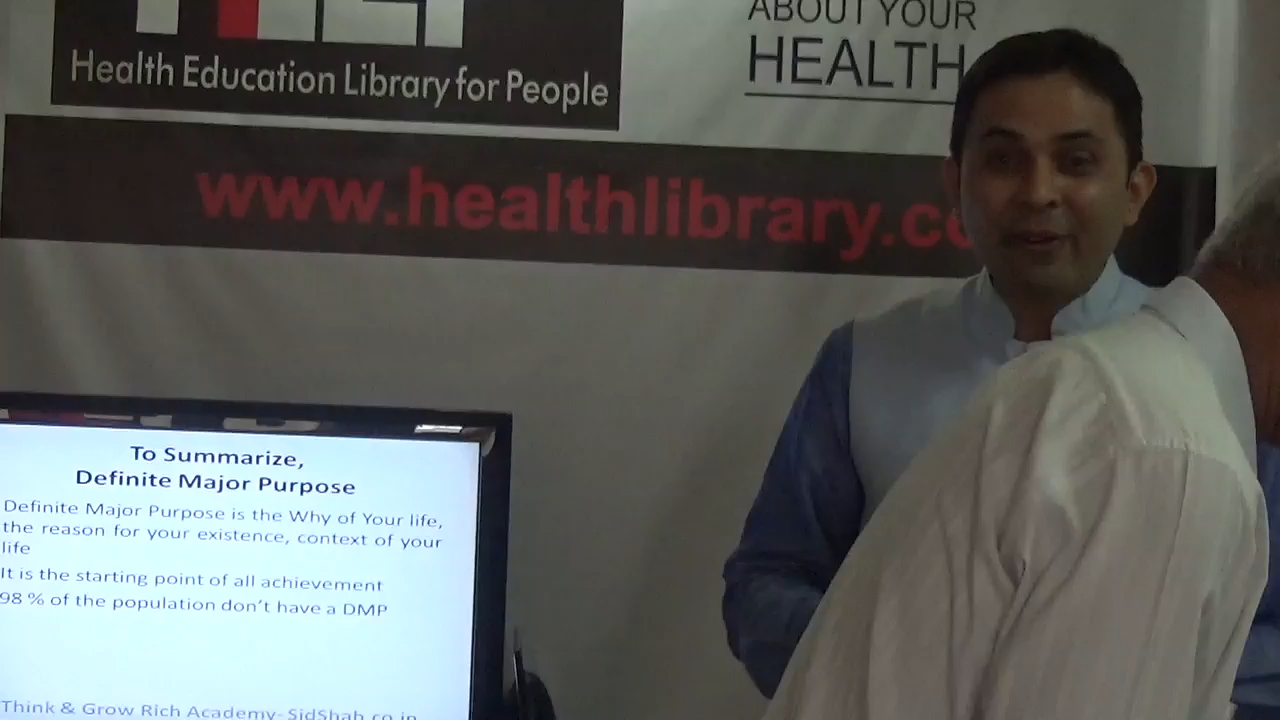 ABOUT YOUR
HEALTH
Health Education Library for People
www.healthlibrary.co
To Summarize,
Definite Major Purpose
Definite Major Purpose is the Why of Your life,
the reason for your existence, context of your
life
It is the starting point of all achievement
98 % of the population don't have a DMP
Think & Grow Rich Academy- SidShah.co.in